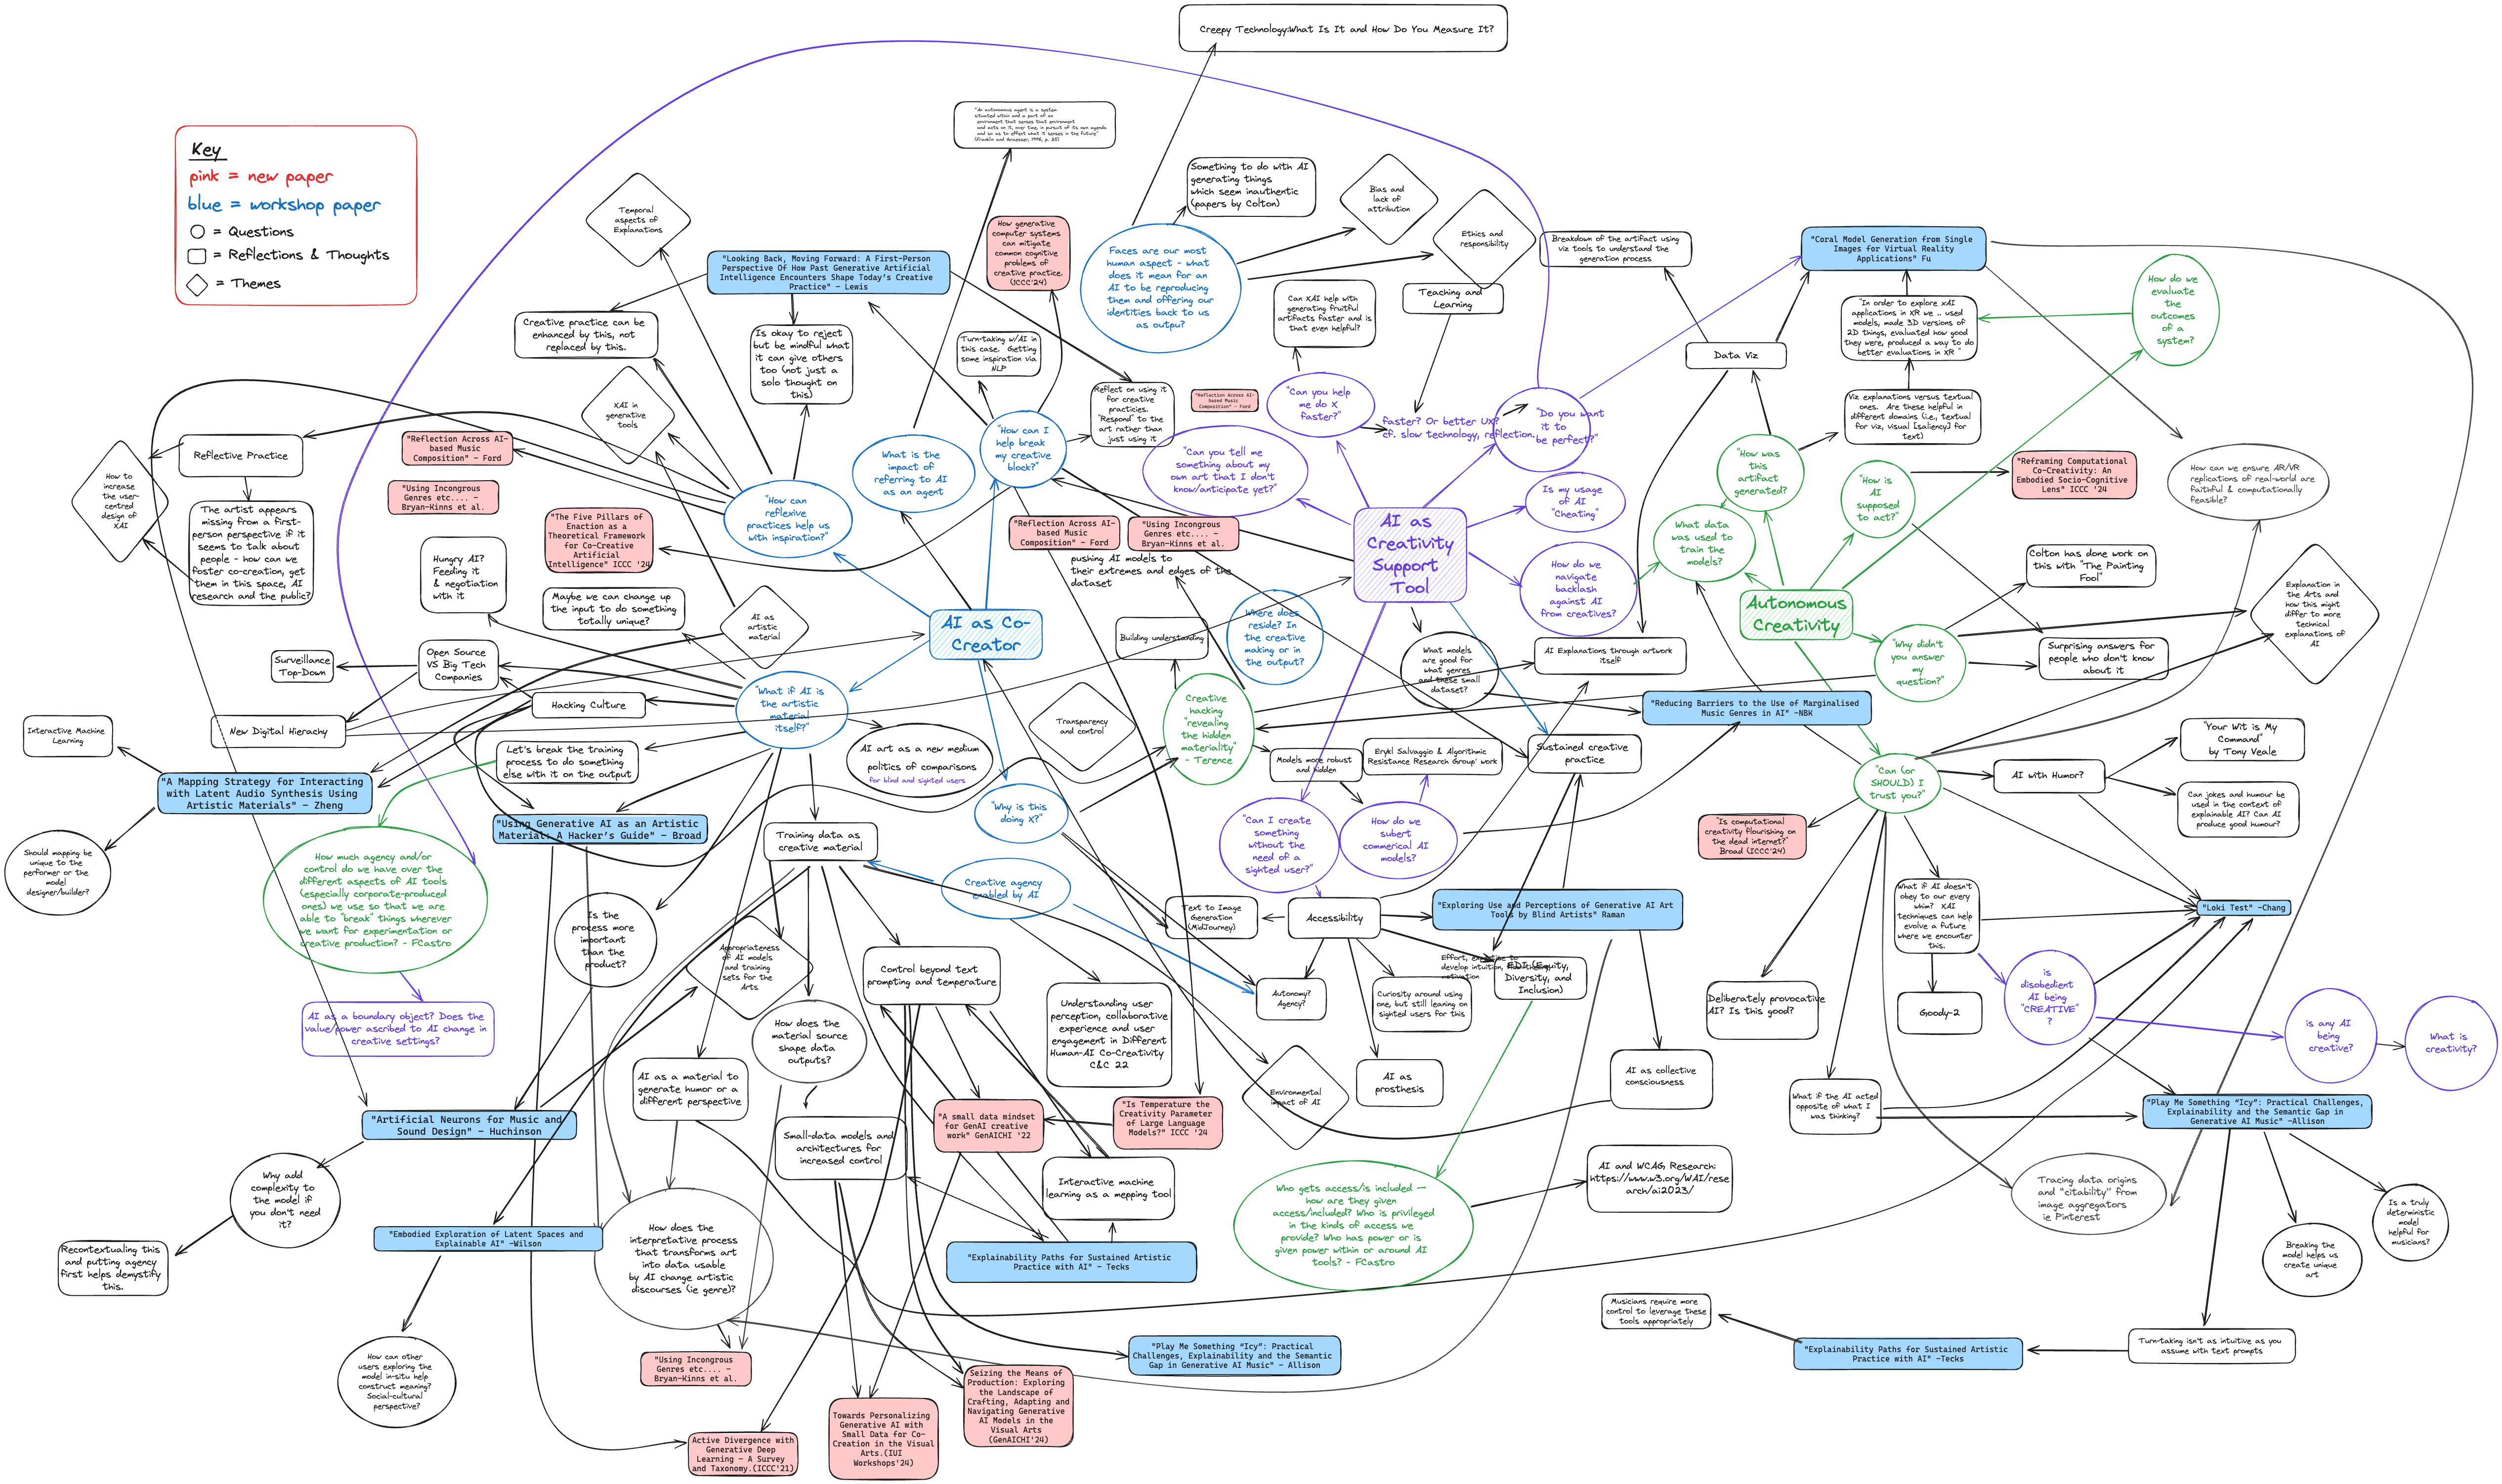 Creepy Technology:What Is It and How Do You Measure It?
"An autonomous agent is a system
situated within and a part of an
environment that senses that environment
and acts on it, over time, in pursuit of its own agenda
and so as to effect what it senses in the future"
(Franklin and Graesser, 1996, p. 25)
Key
pink = new paper
blue = workshop paper
= Questions
= Reflections & Thoughts
= Themes
Temporal
aspects of
Explanations
"Looking Back, Moving Forward: A First-Person
Perspective Of How Past Generative Artificial
Intelligence Encounters Shape Today's Creative
Practice" - Lewis
How generative
computer systems
can mitigate
common cognitive
problems of
creative practice.
(ICCC'24)
Something to do with AI
generating things
which seem inauthentic
(papers by Colton)
Bias and
lack of
attribution
Ethics and
responsibility
Faces are our most
human aspect - what
does it mean for an
AI to be reproducing
them and offering our
identities back to us
as outpu?
Breakdown of the artifact using
viz tools to understand the
generation process
"Coral Model Generation from Single
Images for Virtual Reality
Applications" Fu
How do we
evaluate
the
outcomes
of a
system?
Creative practice can be
enhanced by this, not
replaced by this.
Is okay to reject
but be mindful what
it can give others
too (not just a
solo thought on
this)
Turn-taking w/AI in
this case. Getting
some inspiration via
NLP
Can XAI help with
generating fruitful
artifacts faster and is
that even helpful?
Teaching and
Learning
"In order to explore xAI
applications in XR we .. used
models, made 3D versions of
2D things, evaluated how good
they were, produced a way to do
better evaluations in XR "
Data Viz
XAI in
generative
tools
Reflect on using it
for creative
practicies.
"Respond" to the
art rather than
just using it
"Reflection Across AI-
based Music
Composition" - Ford
"Can you help
me do X
faster?"
faster? Or better UX?
cf. slow technology, reflection.
"Do you want
it to
be perfect?"
Viz explanations versus textual
ones. Are these helpful in
different domains (i.e., textual
for viz, visual [saliency] for
text)
Reflective Practice
"Reflection Across AI-
based Music
Composition" - Ford
"Using Incongrous
Genres etc.... -
Bryan-Kinns et al.
How to
increase
the user-
centred
design of
XAI
The artist appears
missing from a first-
person perspective if it
seems to talk about
people - how can we
foster co-creation, get
them in this space, AI
research and the public?
"How can
reflexive
practices help us
with inspiration?"
What is the
impact of
referring to AI
as an agent
"How can I
help break
my creative
block?"
"Can you tell me
something about my
own art that I don't
know/anticipate yet?"
Is my usage
of AI
"Cheating"
"How was
this
artifact
generated?
"How is
AI
supposed
to act?"
"Reframing Computational
Co-Creativity: An
Embodied Socio-Cognitive
Lens" ICCC '24
How can we ensure AR/VR
replications of real-world are
faithful & computationally
feasible?
"The Five Pillars of
Enaction as a
Theoretical Framework
for Co-Creative
Artificial
Intelligence" ICCC '24
"Reflection Across AI-
based Music
Composition" - Ford
"Using Incongrous
Genres etc.... -
Bryan-Kinns et al.
pushing AI models to
their extremes and edges of the
dataset
AI as
Creativity
Support
Tool
How do we
navigate
backlash
against AI
from creatives?
What data
was used to
train the
models?
Colton has done work on
this with "The Painting
Fool"
Explanation in
the Arts and
how this might
differ to more
technical
explanations of
AI
Hungry AI?
Feeding it
& negotiation
with it
Maybe we can change up
the input to do something
totally unique?
AI as
artistic
material
AI as Co-
Creator
Building understanding
Where does
reside? In
the creative
making or in
the output?
What models
are good for
what genres
and these small
dataset?
Autonomous
Creativity
"Why didn't
you answer
my
question?"
Surprising answers for
people who don't know
about it
AI Explanations through artwork
itself
Surveillance
Top-Down
Open Source
VS Big Tech
Companies
Hacking Culture
"What if AI is
the artistic
material
itself?"
New Digital Hierachy
Interactive Machine
Learning
AI art as a new medium
politics of comparisons
for blind and sighted users
Let's break the training
process to do something
else with it on the output
Transparency
and control
Creative
hacking
"revealing
the hidden
materiality"
- Terence
Models more robust
and hidden
Erykl Salvaggio & Algorithmic
Resistance Research Group' work
Sustained creative
practice
"Reducing Barriers to the Use of Marginalised
Music Genres in AI" -NBK
"Can (or
SHOULD) I
trust you?"
AI with Humor?
"Your Wit is My
Command"
by Tony Veale
Can jokes and humour be
used in the context of
explainable AI? Can AI
produce good humour?
"A Mapping Strategy for Interacting
with Latent Audio Synthesis Using
Artistic Materials" - Zheng
"Using Generative AI as an Artistic
Material: A Hacker's Guide" - Broad
Training data as
creative material
"Why is this
doing X?"
"Can I create
something
without the
need of a
sighted user?"
How do we
subert
commerical AI
models?
"Is computational
creativity flourishing on
the dead internet?"
Broad (ICCC'24)
Should mapping be
unique to the
performer or the
model
designer/builder?
How much agency and/or
control do we have over the
different aspects of AI tools
(especially corporate-produced
ones) we use so that we are
able to "break" things wherever
we want for experimentation or
creative production? - FCastro
Creative agency
enabled by AI
Text to Image
Generation
(MidJourney)
Accessibility
"Exploring Use and Perceptions of Generative AI Art
Tools by Blind Artists" Raman
What if AI doesn't
obey to our every
whim? XAI
techniques can help
evolve a future
where we encounter
this.
"Loki Test" -Chang
Is the
process more
important
than the
product?
Appropriateness
of AI models
and training
sets for the
Arts
Control beyond text
prompting and temperature
Understanding user
perception, collaborative
experience and user
engagement in Different
Human-AI Co-Creativity
C&C 22
Autonomy?
Agency?
Curiosity around using
one, but still leaning on
sighted users for this
Effort, expertise to
develop intuition,
motivation
EDI (Equity,
Diversity, and
Inclusion)
Deliberately provocative
AI? Is this good?
Goody-2
is
disobedient
AI being
"CREATIVE"
?
is any AI
being
creative?
What is
creativity?
AI as a boundary object? Does the
value/power ascribed to AI change in
creative settings?
How does the
material source
shape data
outputs?
AI as a material to
generate humor or a
different perspective
Environmental
impact of AI
AI as
prosthesis
AI as collective
consciousness
What if the AI acted
opposite of what I
was thinking?
"Play Me Something “Icy”: Practical Challenges,
Explainability and the Semantic Gap in
Generative AI Music" -Allison
"Artificial Neurons for Music and
Sound Design" - Huchinson
Small-data models and
architectures for
increased control
"A small data mindset
for GenAI creative
work" GenAICHI '22
"Is Temperature the
Creativity Parameter
of Large Language
Models?" ICCC '24
Why add
complexity to
the model if
you don't need
it?
Interactive machine
learning as a mepping tool
Who gets access/is included —
how are they given
access/included? Who is privileged
in the kinds of access we
provide? Who has power or is
given power within or around AI
tools? - FCastro
AI and WCAG Research:
https://www.w3.org/WAI/rese
arch/ai2023/
Tracing data origins
and "citability" from
image aggregators
ie Pinterest
Is a truly
deterministic
model
helpful for
musicians?
Breaking the
model helps us
create unique
art
Recontextualing this
and putting agency
first helps demystify
this.
"Embodied Exploration of Latent Spaces and
Explainable AI" -Wilson
How does the
interpretative process
that transforms art
into data usable
by AI change artistic
discourses (ie genre)?
"Explainability Paths for Sustained Artistic
Practice with AI" - Tecks
Musicians require more
control to leverage these
tools appropriately
"Explainability Paths for Sustained Artistic
Practice with AI" -Tecks
Turn-taking isn't as intuitive as you
assume with text prompts
How can other
users exploring the
model in-situ help
construct meaning?
Social-cultural
perspective?
"Using Incongrous
Genres etc.... -
Bryan-Kinns et al.
"Play Me Something “Icy”: Practical
Challenges, Explainability and the Semantic
Gap in Generative AI Music" - Allison
Seizing the Means of
Production: Exploring
the Landscape of
Crafting, Adapting and
Navigating Generative
AI Models in the
Visual Arts
(GenAICHI'24)
Towards Personalizing
Generative AI with
Small Data for Co-
Creation in the Visual
Arts.(IUI
Workshops'24)
Active Divergence with
Generative Deep
Learning - A Survey
and Taxonomy.(ICCC'21)